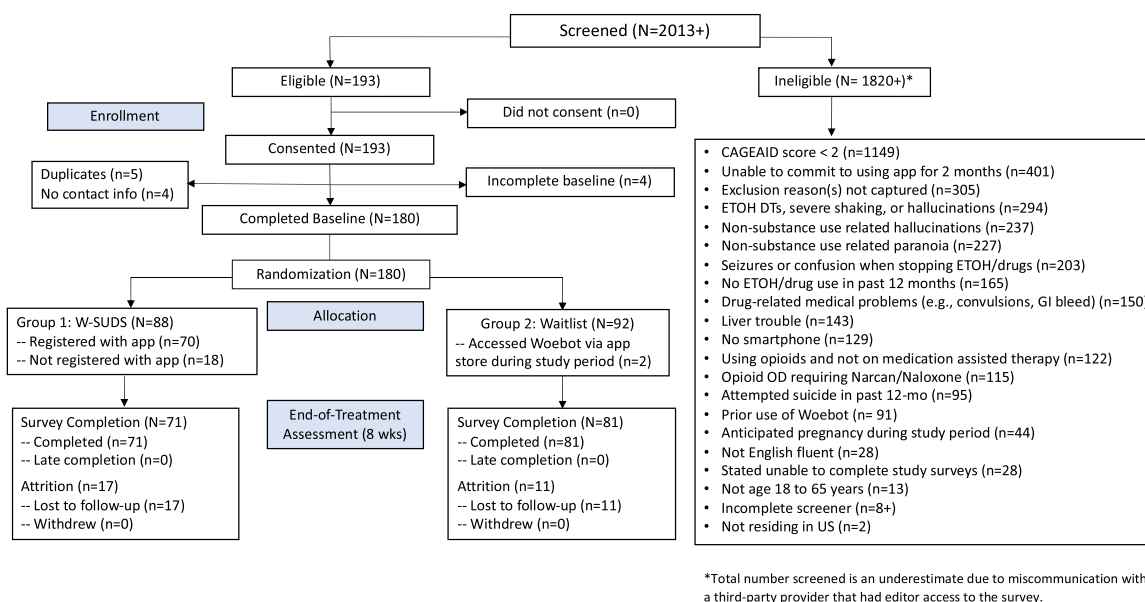 Screened (N=2013+)
Eligible (N=193)
Ineligible (N= 1820+)*
Enrollment
Did not consent (n=0)
Consented (N=193)
Duplicates (n=5)
No contact info (n=4)
Incomplete baseline (n=4)
Completed Baseline (N=180)
Randomization (N=180)
Allocation
Group 1: W-SUDS (N=88)
-- Registered with app (n=70)
-- Not registered with app (n=18)
Group 2: Waitlist (N=92)
-- Accessed Woebot via app
store during study period (n=2)
End-of-Treatment
Assessment (8 wks)
Survey Completion (N=71)
-- Completed (n=71)
-- Late completion (n=0)
Attrition (n=17)
-- Lost to follow-up (n=17)
-- Withdrew (n=0)
Survey Completion (N=81)
-- Completed (n=81)
-- Late completion (n=0)
Attrition (n=11)
-- Lost to follow-up (n=11)
-- Withdrew (n=0)
• CAGEAID score < 2 (n=1149)
• Unable to commit to using app for 2 months (n=401)
• Exclusion reason(s) not captured (n=305)
• ETOH DTs, severe shaking, or hallucinations (n=294)
• Non-substance use related hallucinations (n=237)
• Non-substance use related paranoia (n=227)
• Seizures or confusion when stopping ETOH/drugs (n=203)
• No ETOH/drug use in past 12 months (n=165)
• Drug-related medical problems (e.g., convulsions, GI bleed) (n=150)
• Liver trouble (n=143)
• No smartphone (n=129)
• Using opioids and not on medication assisted therapy (n=122)
• Opioid OD requiring Narcan/Naloxone (n=115)
• Attempted suicide in past 12-mo (n=95)
• Prior use of Woebot (n= 91)
• Anticipated pregnancy during study period (n=44)
• Not English fluent (n=28)
• Stated unable to complete study surveys (n=28)
• Not age 18 to 65 years (n=13)
• Incomplete screener (n=8+)
• Not residing in US (n=2)
*Total number screened is an underestimate due to miscommunication with
a third-party provider that had editor access to the survey.